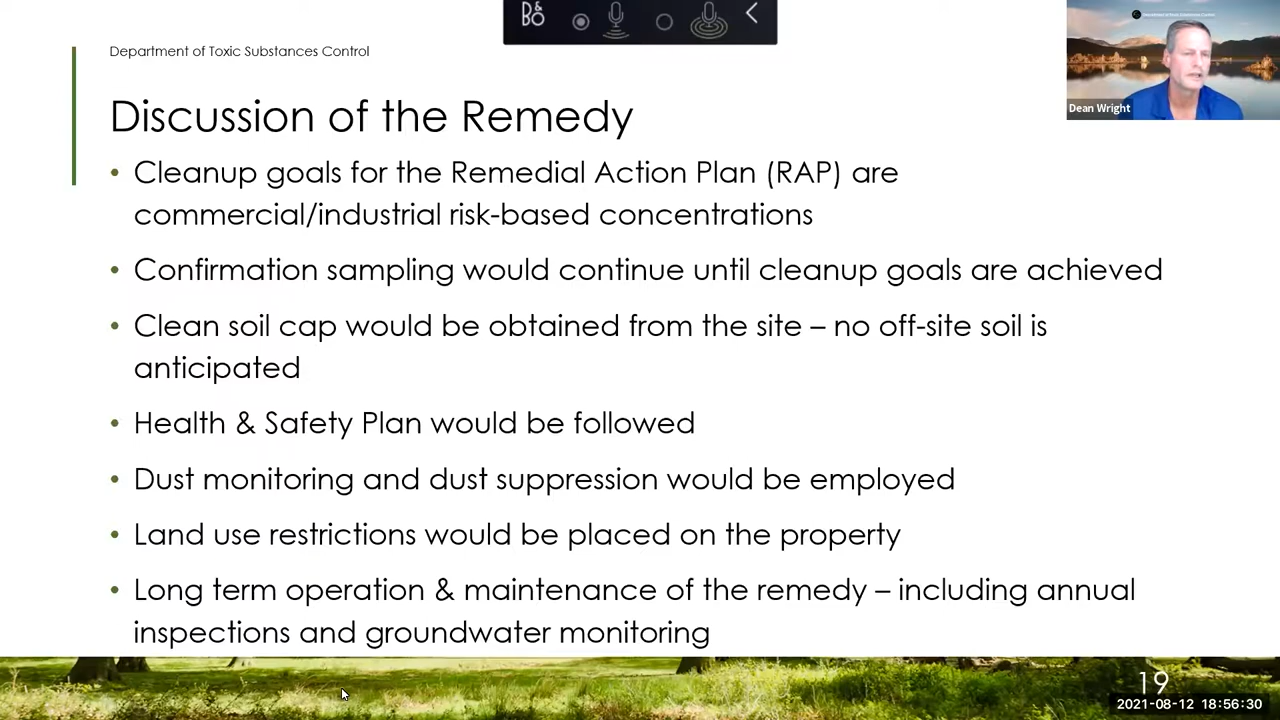 B&O
Department of Toxic Substances Control
Dean Wright
Discussion of the Remedy
• Cleanup goals for the Remedial Action Plan (RAP) are
commercial/industrial risk-based concentrations
• Confirmation sampling would continue until cleanup goals are achieved
• Clean soil cap would be obtained from the site – no off-site soil is
anticipated
• Health & Safety Plan would be followed
• Dust monitoring and dust suppression would be employed
• Land use restrictions would be placed on the property
• Long term operation & maintenance of the remedy – including annual
inspections and groundwater monitoring
19
2021-08-12 18:56:30